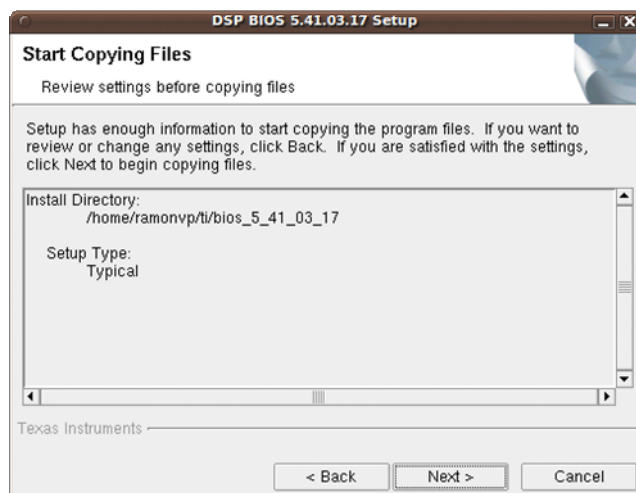 DSP BIOS 5.41.03.17 Setup
Start Copying Files
Review settings before copying files
Setup has enough information to start copying the program files. If you want to
review or change any settings, click Back. If you are satisfied with the settings,
click Next to begin copying files.
Install Directory:
/home/ramonvp/ti/bios_5_41_03_17
Setup Type:
Typical
Texas Instruments
< Back
Next >
Cancel